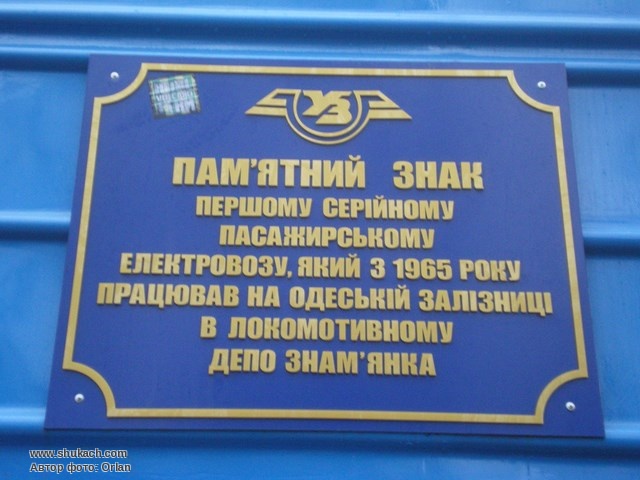 УЗ
ПАМ'ЯТНИЙ ЗНАК
ПЕРШОМУ СЕРІЙНОМУ
ПАСАЖИРСЬКОМУ
ЕЛЕКТРОВОЗУ, ЯКИЙ З 1965 РОКУ
ПРАЦЮВАВ НА ОДЕСЬКІЙ ЗАЛІЗНИЦІ
В ЛОКОМОТИВНОМУ
ДЕПО ЗНАМ'ЯНКА
www.shukach.com
Автор фото: Orlan